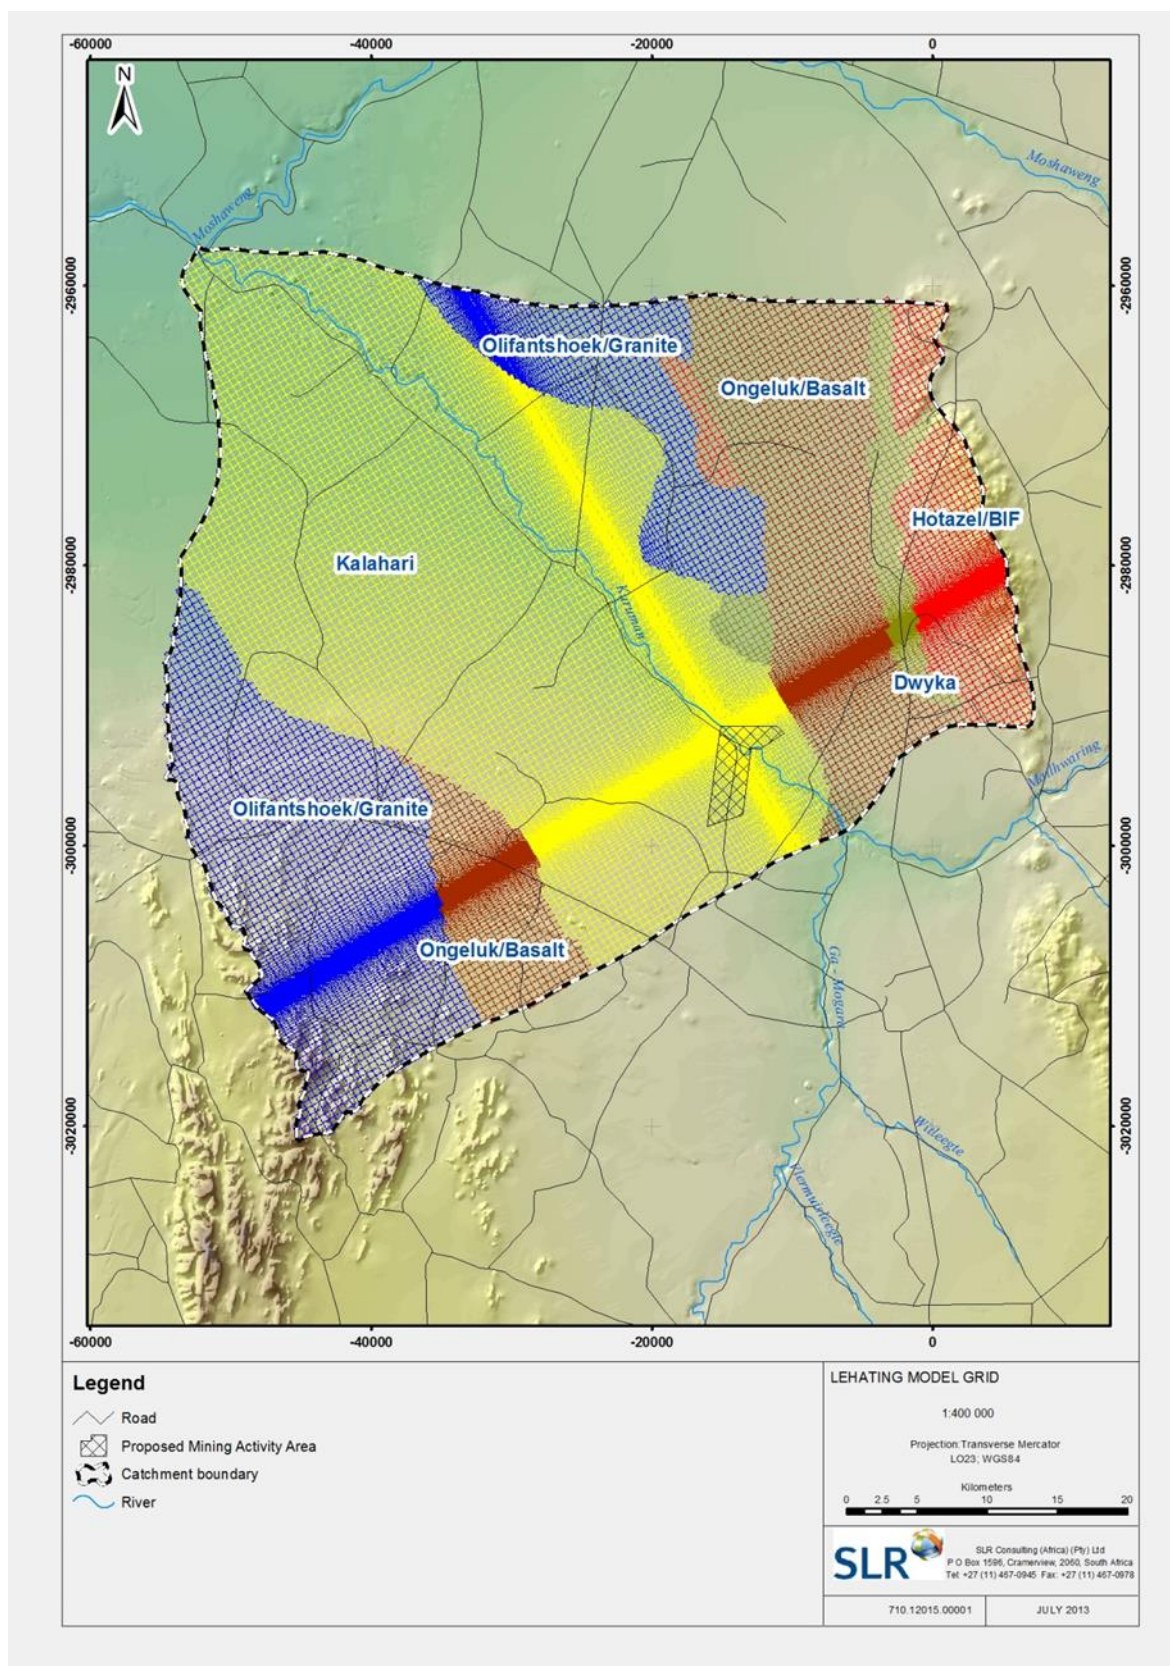 -60000
-40000
-20000
0
N
Moshaweng
Moshaweng
-2960000
-2960000
Olifantshoek/Granite
Ongeluk/Basalt
Hotazel/BIF
Kalahari
-2980000
-2980000
Kuruman
Dwyka
Modhwaring
Olifantshoek/Granite
-3000000
-3000000
Ongeluk/Basalt
Ga - Mogara
-3020000
-3020000
Witleegte
-60000
-40000
-20000
0
Legend
Road
Proposed Mining Activity Area
Catchment boundary
River
LEHATING MODEL GRID
1:400 000
Projection:Transverse Mercator
LO23; WGS84
Kilometers
0 2.5 5 10 15 20
SLR
SLR Consulting (Africa) (Pty) Ltd
P O Box 1596, Cramerview, 2060, South Africa
Tel: +27 (11) 467-0945 Fax: +27 (11) 467-0978
710.12015.00001
JULY 2013